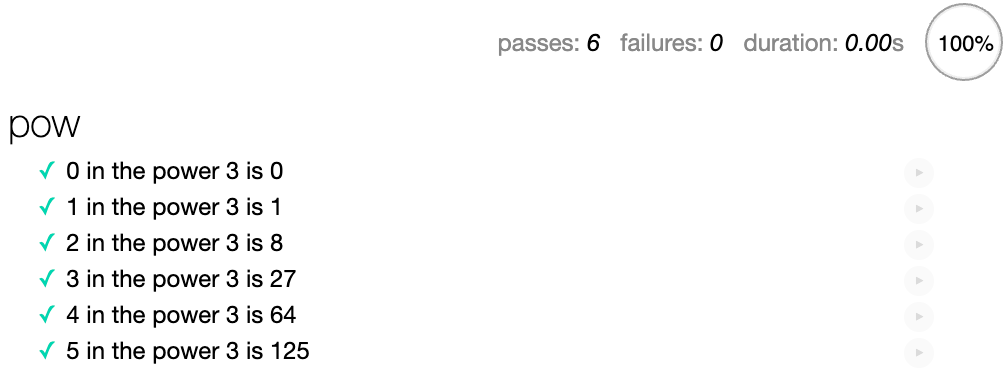 passes: 6 failures: 0 duration: 0.00s 100%
pow
✓ 0 in the power 3 is 0
✓ 1 in the power 3 is 1
✓ 2 in the power 3 is 8
✓ 3 in the power 3 is 27
✓ 4 in the power 3 is 64
✓ 5 in the power 3 is 125